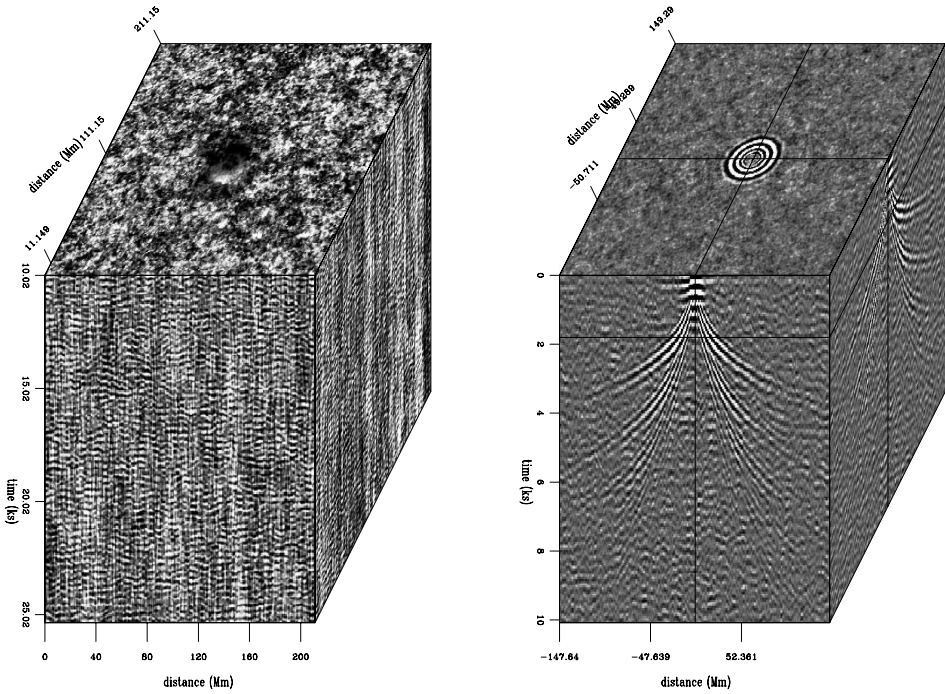 211.15
111.15
distance (Mm)
11.149
10.02
15.02
20.02
25.02
time (ks)
0 40 80 120 160 200
distance (Mm)
149.29
49.289
distance (Mm)
-50.711
0
2
4
6
8
10
time (ks)
-147.64 -47.639 52.361
distance (Mm)